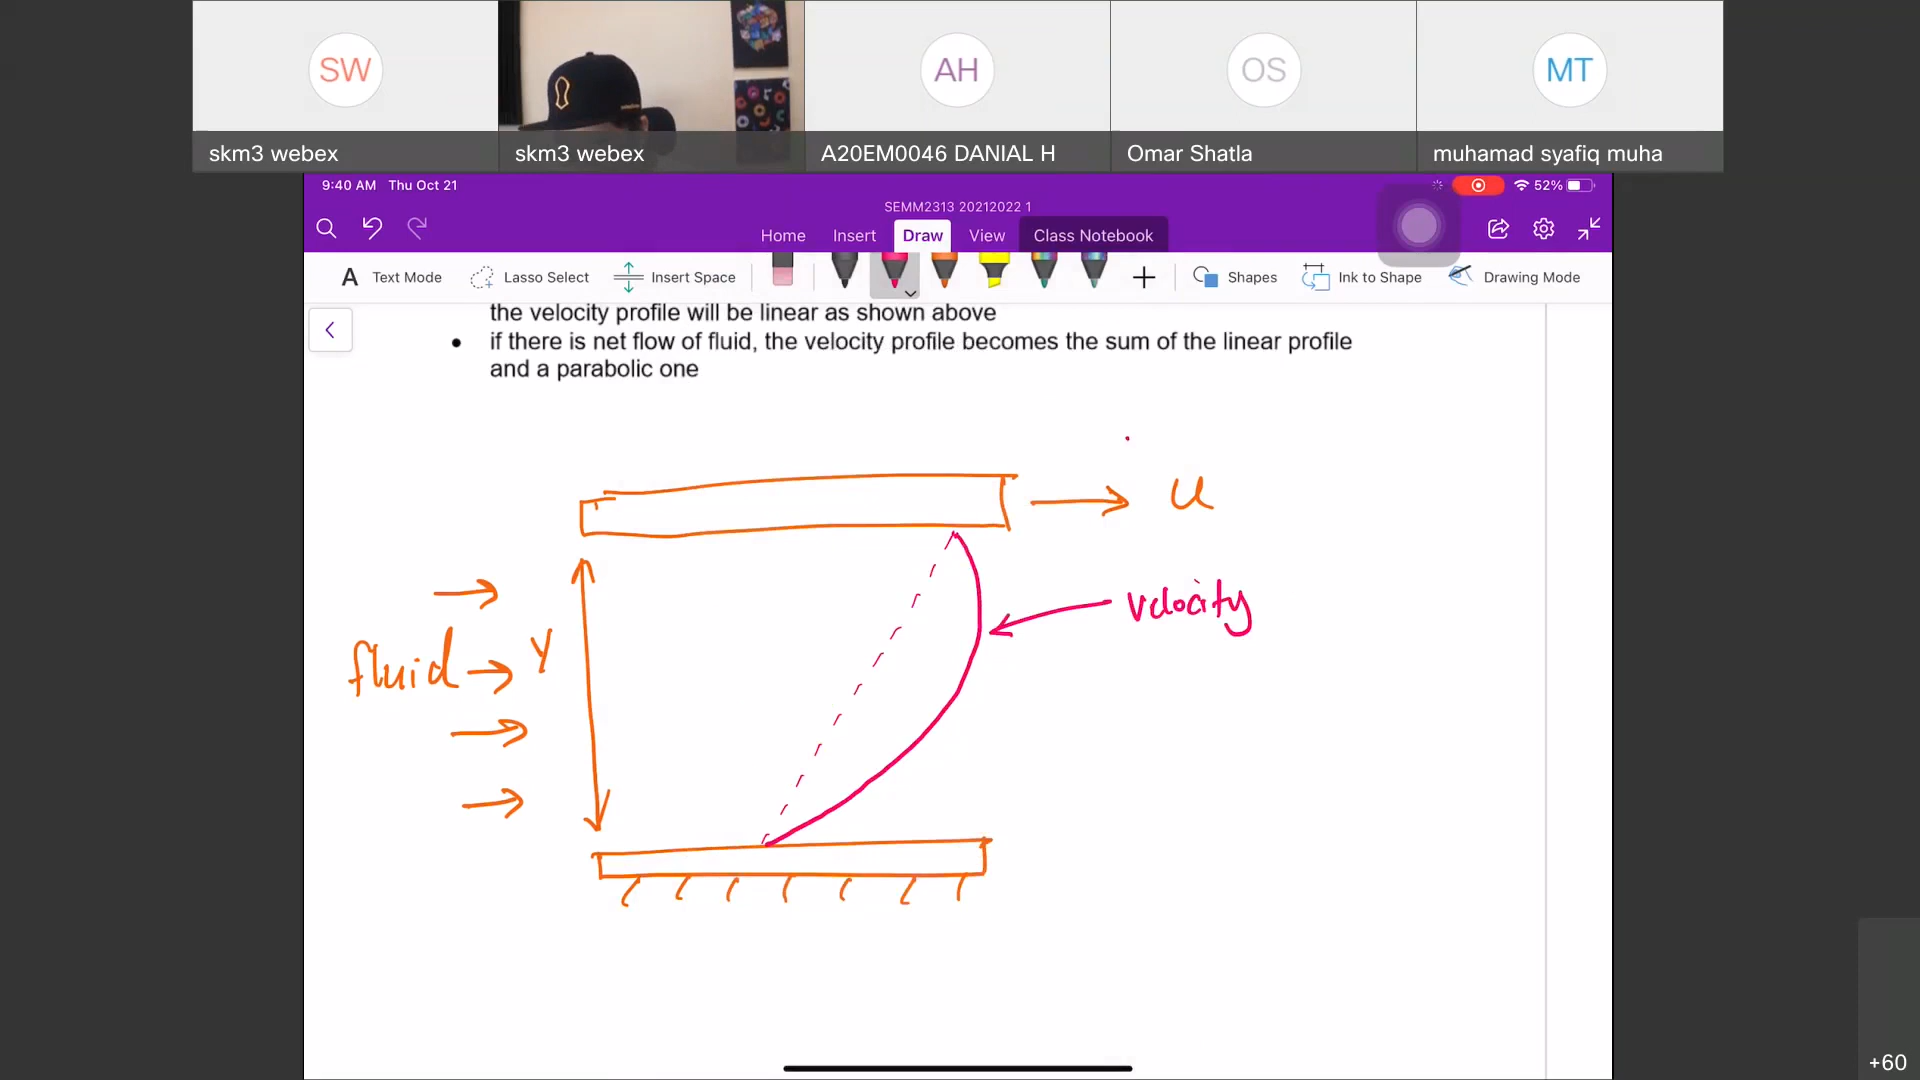 SW
AH
OS
MT
skm3 webex
skm3 webex
A20EM0046 DANIAL H
Omar Shatla
muhamad syafiq muha
9:40 AM Thu Oct 21
52%
SEMM2313 20212022 1
Home Insert Draw View Class Notebook
A Text Mode Lasso Select Insert Space Shapes Ink to Shape Drawing Mode
the velocity profile will be linear as shown above
• if there is net flow of fluid, the velocity profile becomes the sum of the linear profile
and a parabolic one
u
velocity
Y
fluid
+60